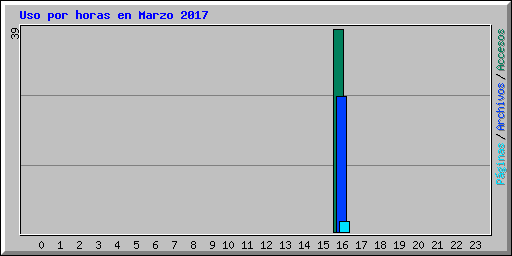 Uso por horas en Marzo 2017
39
Páginas/Archivos/Accesos
0 1 2 3 4 5 6 7 8 9 10 11 12 13 14 15 16 17 18 19 20 21 22 23